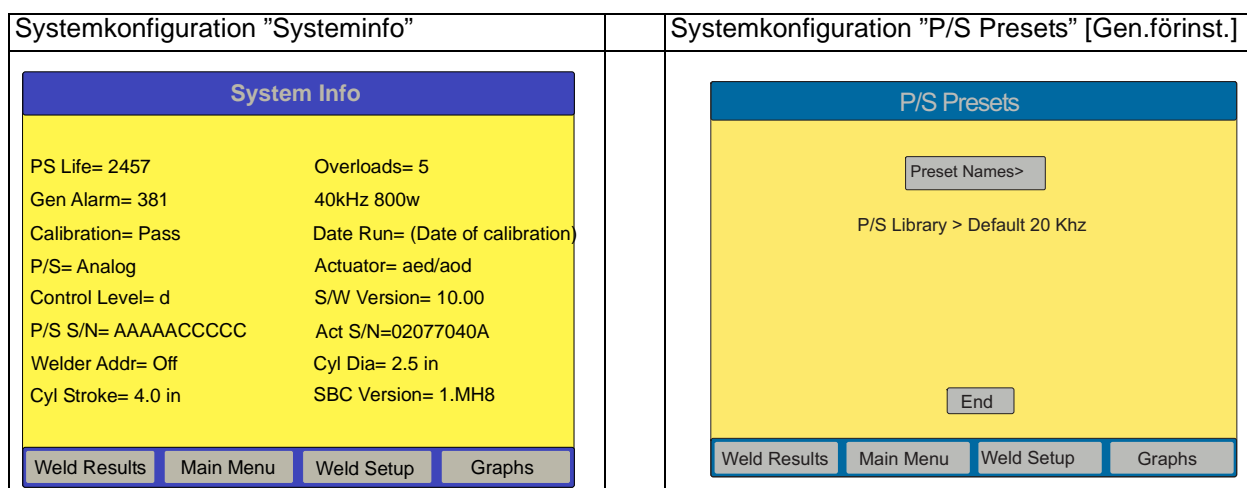 Systemkonfiguration ”Systeminfo”
Systemkonfiguration ”P/S Presets” [Gen.förinst.]
System Info
PS Life= 2457
Overloads= 5
Gen Alarm= 381
40kHz 800w
Calibration= Pass
Date Run= (Date of calibration)
P/S= Analog
Actuator= aed/aod
Control Level= d
S/W Version= 10.00
P/S S/N= AAAAACCCCC
Act S/N=02077040A
Welder Addr= Off
Cyl Dia= 2.5 in
Cyl Stroke= 4.0 in
SBC Version= 1.MH8
Weld Results
Main Menu
Weld Setup
Graphs
P/S Presets
Preset Names>
P/S Library > Default 20 Khz
End
Weld Results
Main Menu
Weld Setup
Graphs